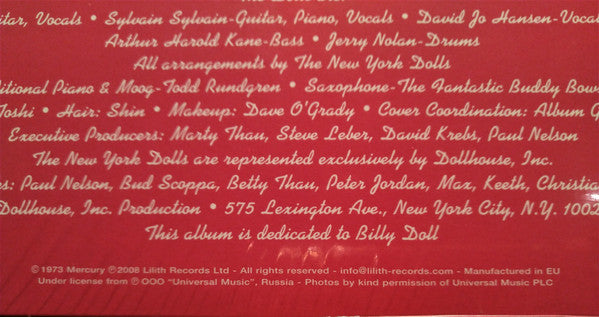 itar, Vocals • Sylvain Sylvain-Guitar, Piano, Vocals • David Jo Hansen-Vocal
Arthur Harold Kane-Bass • Jerry Nolan-Drums
All arrangements by The New York Dolls
ditional Piano & Moog-Todd Rundgren • Saxophone-The Fantastic Buddy Bow
Toshi • Hair: Shin • Makeup: Dave O'Grady • Cover Coordination: Album G
Executive Producers: Marty Thau, Steve Leber, David Krebs, Paul Nelson
The New York Dolls are represented exclusively by Dollhouse, Inc.
es: Paul Nelson, Bud Scoppa, Betty Thau, Peter Jordan, Max, Keeth, Christia
Dollhouse, Inc. Production • 575 Lexington Ave., New York City, N.Y. 1002
This album is dedicated to Billy Doll
©1973 Mercury ℗2008 Lilith Records Ltd - All rights reserved - info@lilith-records.com - Manufactured in EU
Under license from ℗ OOO "Universal Music", Russia - Photos by kind permission of Universal Music PLC